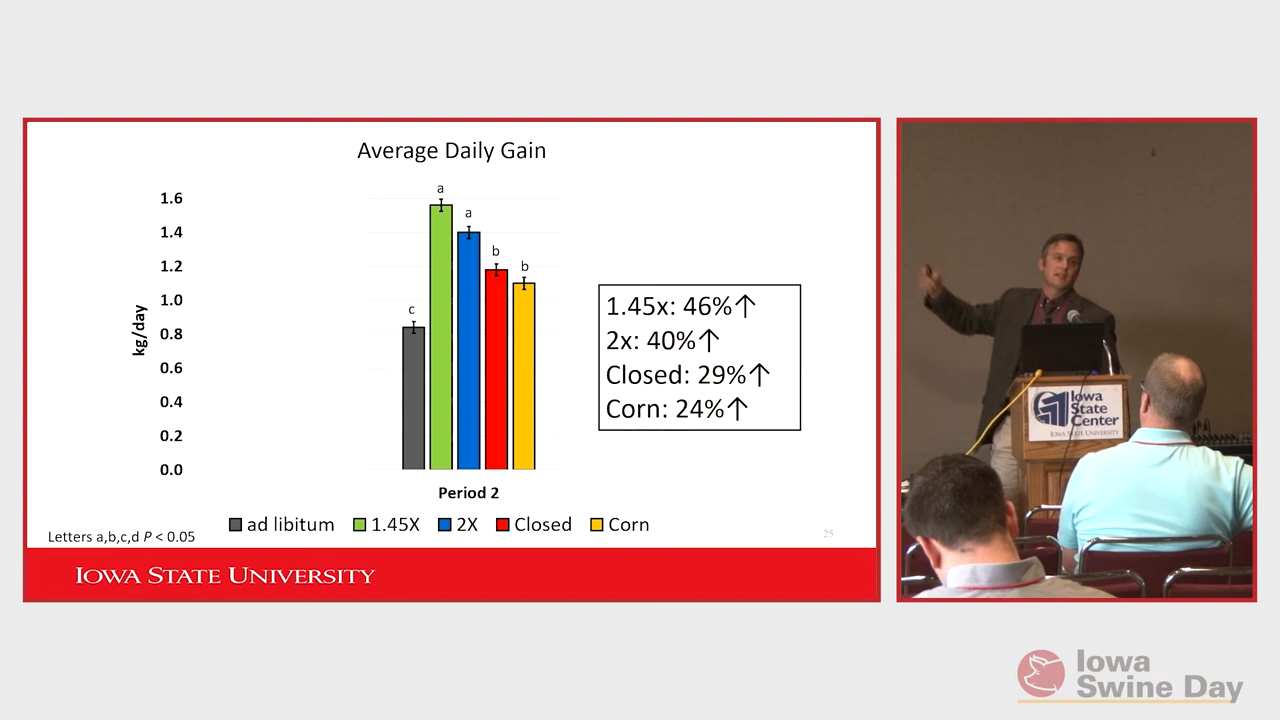 Average Daily Gain
1.6
1.4
1.2
1.0
0.8
0.6
0.4
0.2
0.0
kg/day
c
a
a
b
b
Period 2
1.45x: 46%↑
2x: 40%↑
Closed: 29%↑
Corn: 24%↑
ad libitum 1.45X 2X Closed Corn
Letters a,b,c,d P < 0.05
25
IOWA STATE UNIVERSITY
Iowa
State
Center
IOWA STATE UNIVERSITY
Iowa
Swine Day